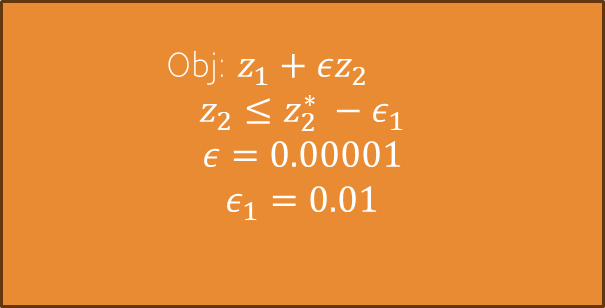 Obj: z₁ + ϵz₂
z₂ ≤ z₂* − ϵ₁
ϵ = 0.00001
ϵ₁ = 0.01